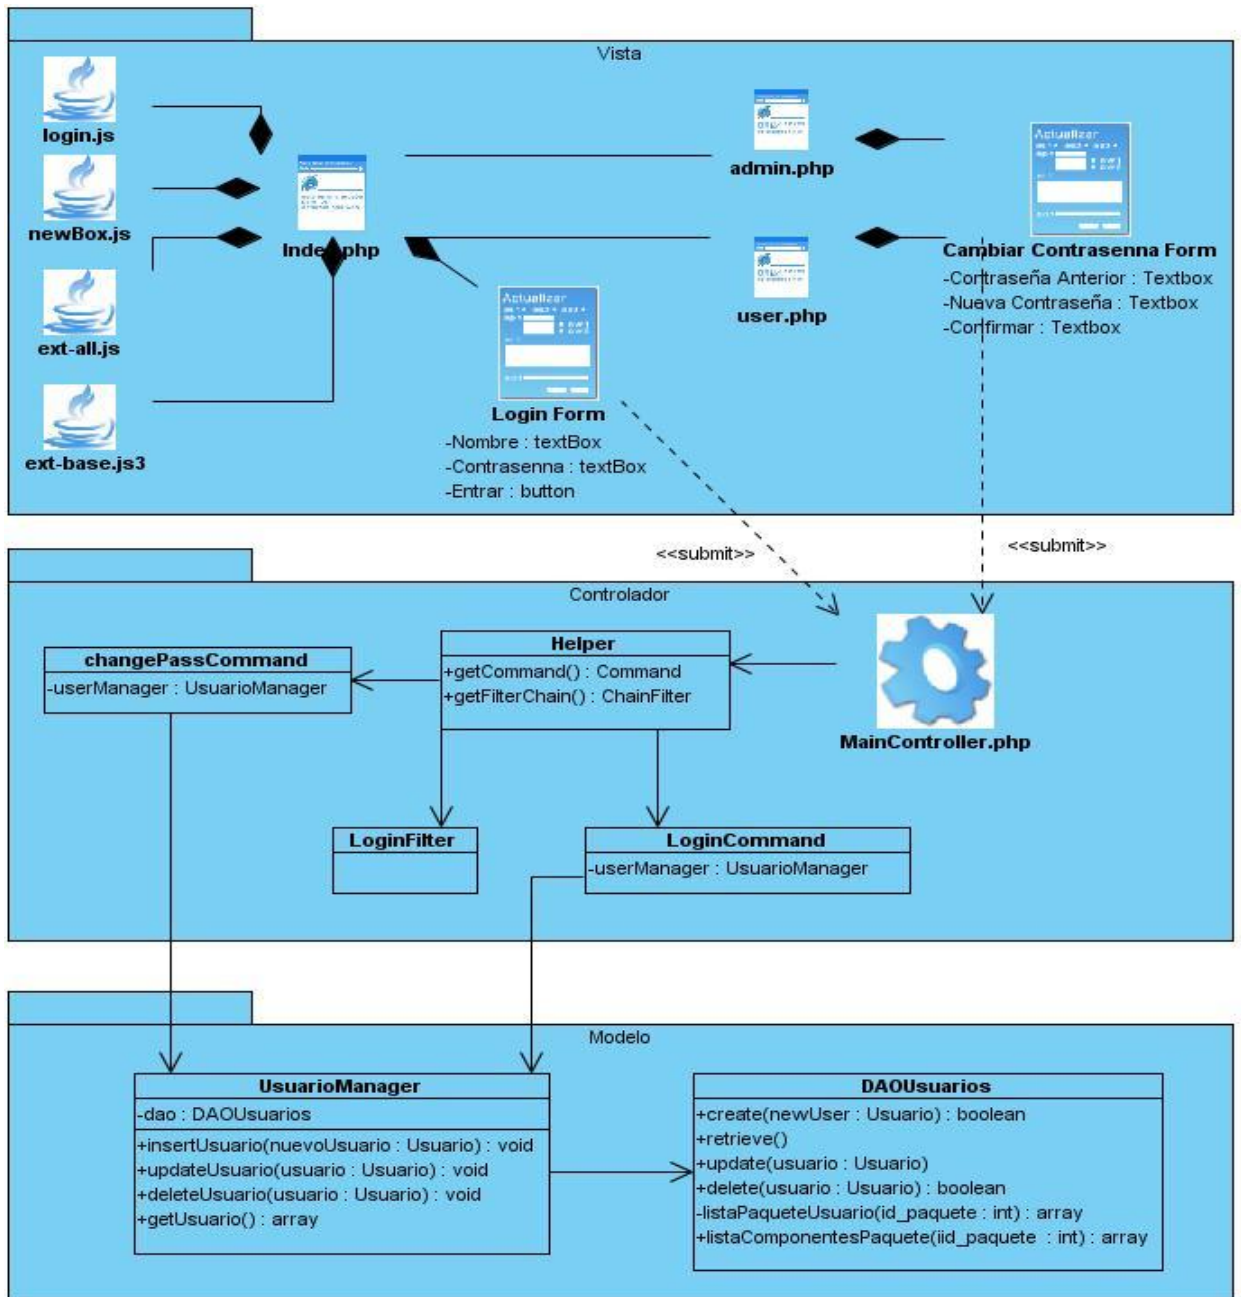 Vista
login.js
newBox.js
ext-all.js
ext-base.js3
Index.php
admin.php
user.php
Actualizar
Cambiar Contrasenna Form
-Contraseña Anterior : Textbox
-Nueva Contraseña : Textbox
-Confirmar : Textbox
Actualizar
Login Form
-Nombre : textBox
-Contrasenna : textBox
-Entrar : button
<<submit>>
<<submit>>
Controlador
changePassCommand
-userManager : UsuarioManager
Helper
+getCommand() : Command
+getFilterChain() : ChainFilter
MainController.php
LoginFilter
LoginCommand
-userManager : UsuarioManager
Modelo
UsuarioManager
-dao : DAOUsuarios
+insertUsuario(nuevoUsuario : Usuario) : void
+updateUsuario(usuario : Usuario) : void
+deleteUsuario(usuario : Usuario) : void
+getUsuario() : array
DAOUsuarios
+create(newUser : Usuario) : boolean
+retrieve()
+update(usuario : Usuario)
+delete(usuario : Usuario) : boolean
-listaPaqueteUsuario(id_paquete : int) : array
+listaComponentesPaquete(iid_paquete : int) : array